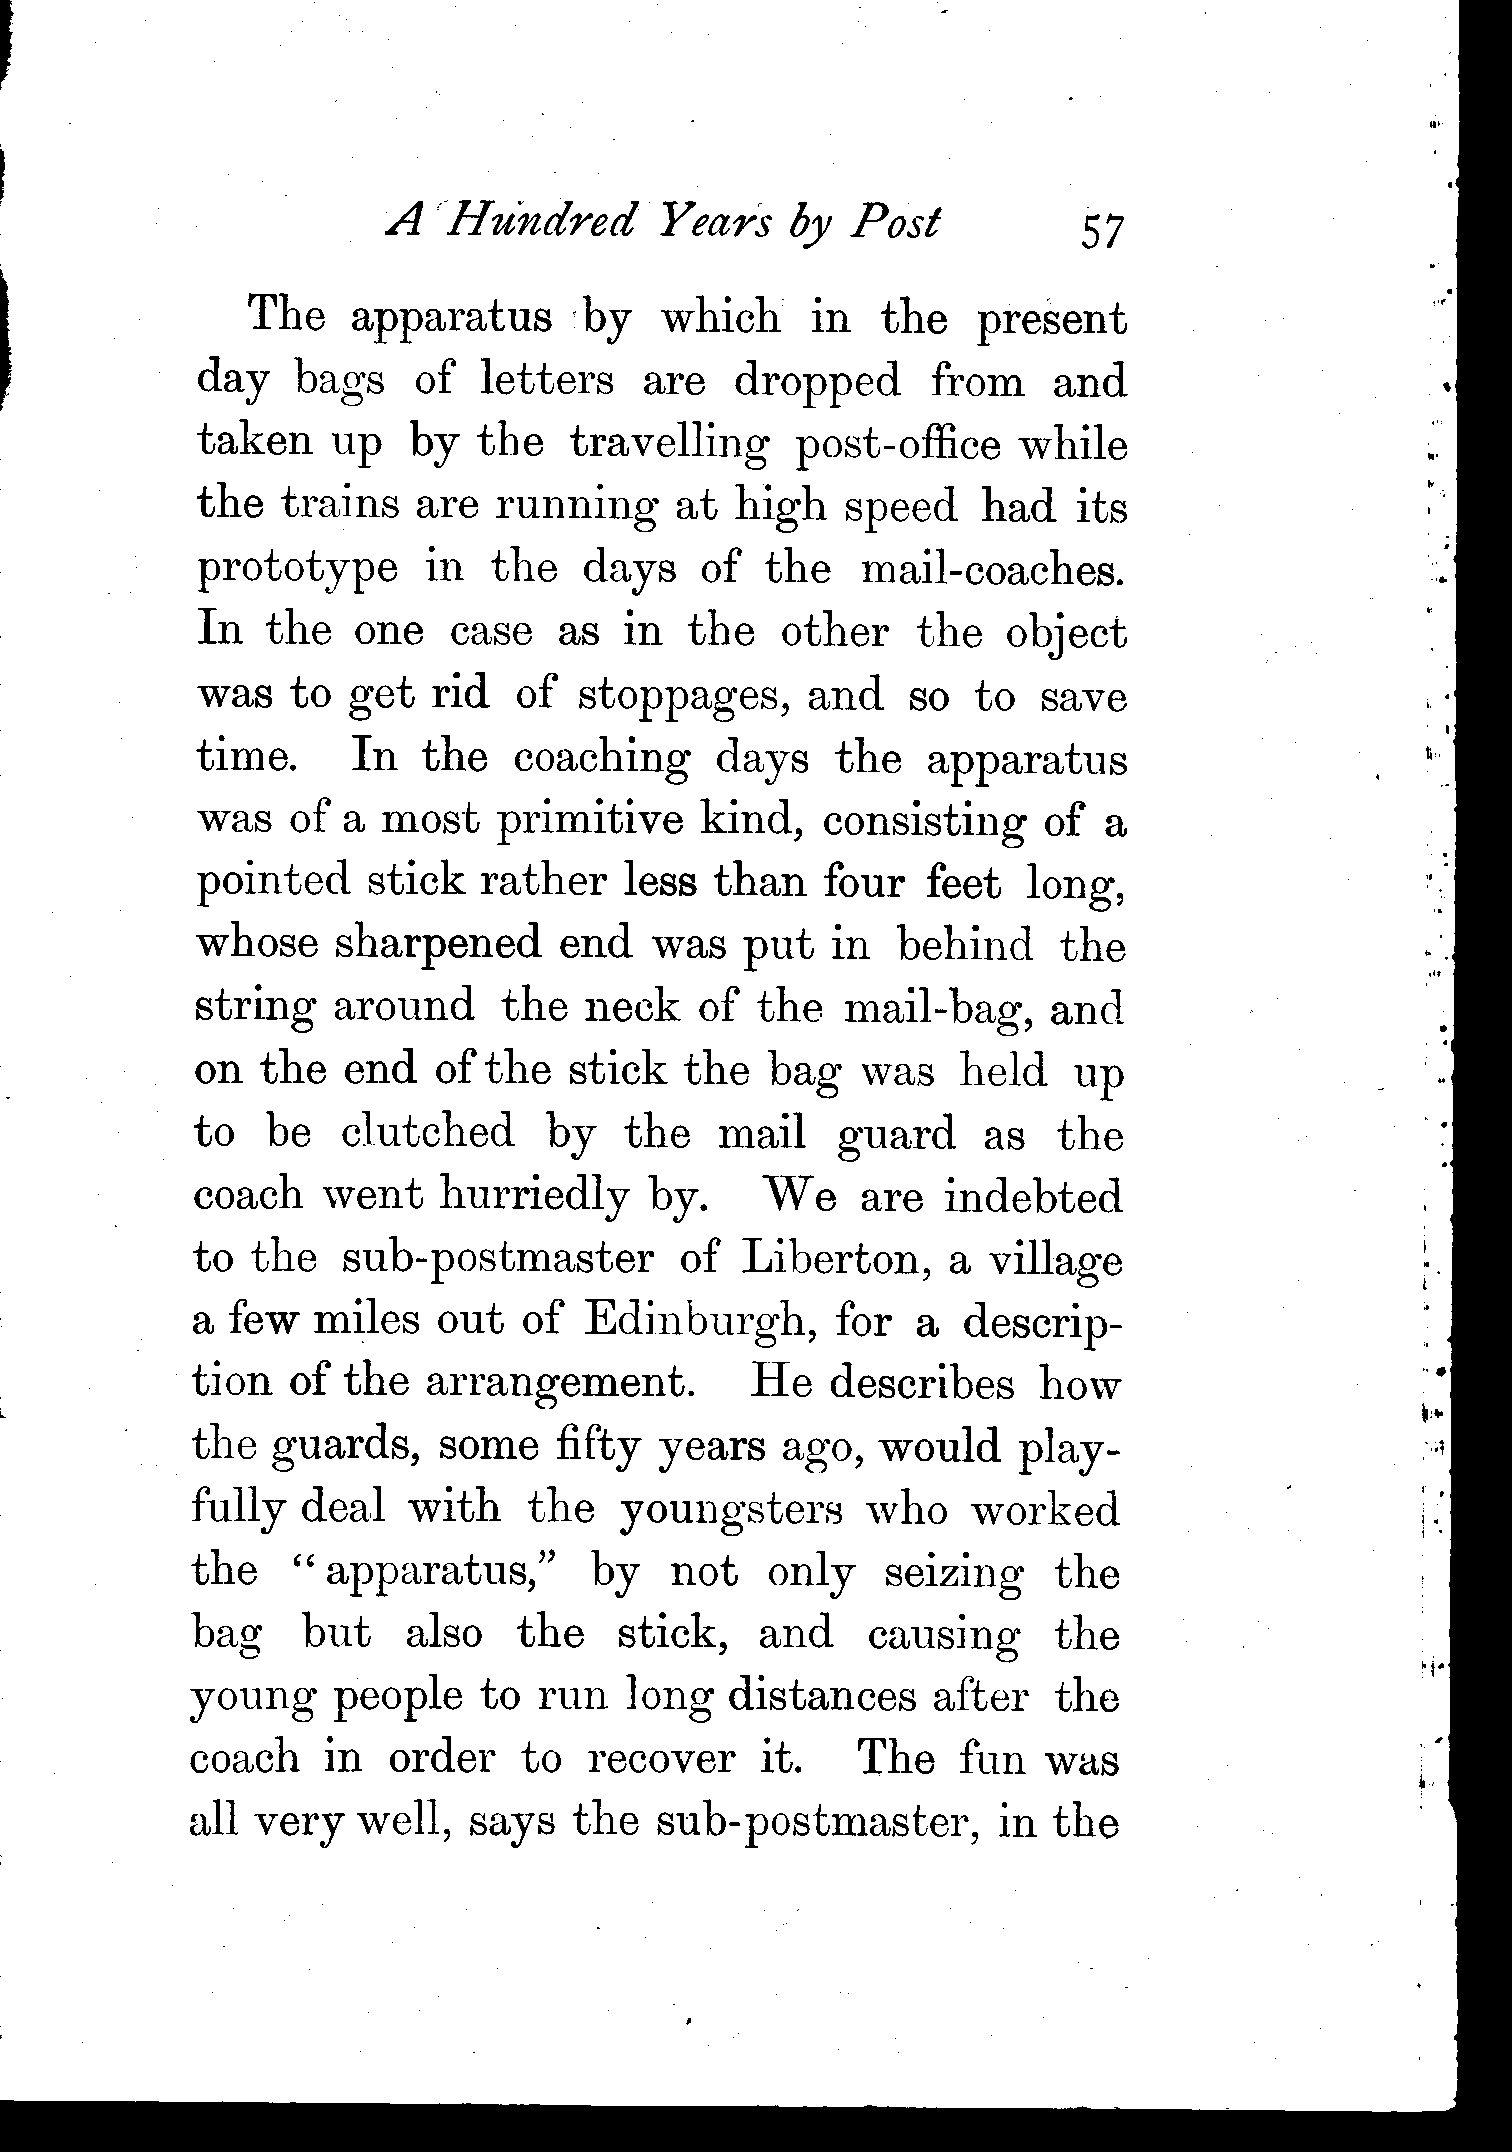 A Hundred Years by Post 57
The apparatus by which in the present
day bags of letters are dropped from and
taken up by the travelling post-office while
the trains are running at high speed had its
prototype in the days of the mail-coaches.
In the one case as in the other the object
was to get rid of stoppages, and so to save
time. In the coaching days the apparatus
was of a most primitive kind, consisting of a
pointed stick rather less than four feet long,
whose sharpened end was put in behind the
string around the neck of the mail-bag, and
on the end of the stick the bag was held up
to be clutched by the mail guard as the
coach went hurriedly by. We are indebted
to the sub-postmaster of Liberton, a village
a few miles out of Edinburgh, for a descrip-
tion of the arrangement. He describes how
the guards, some fifty years ago, would play-
fully deal with the youngsters who worked
the “apparatus,” by not only seizing the
bag but also the stick, and causing the
young people to run long distances after the
coach in order to recover it. The fun was
all very well, says the sub-postmaster, in the